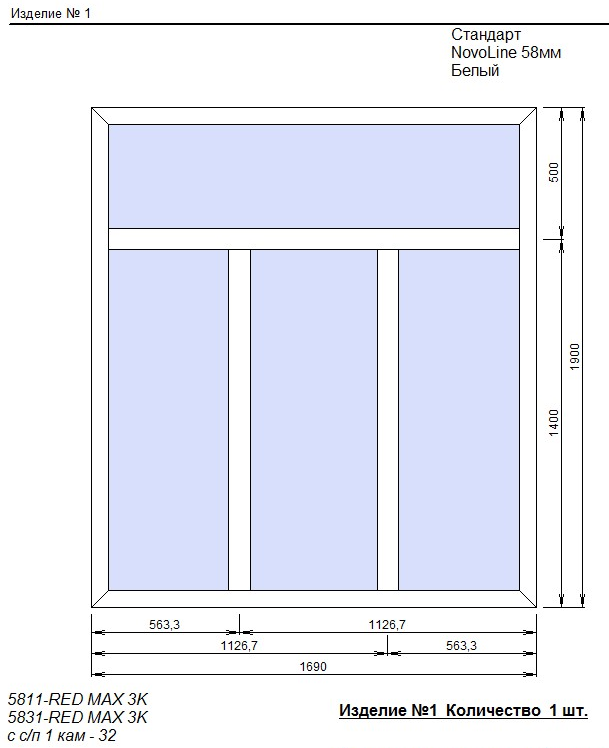 Изделие № 1
Стандарт
NovoLine 58мм
Белый
500
1900
1400
563,3
1126,7
1126,7
563,3
1690
5811-RED MAX 3K
5831-RED MAX 3K
с с/п 1 кам - 32
Изделие №1 Количество 1 шт.